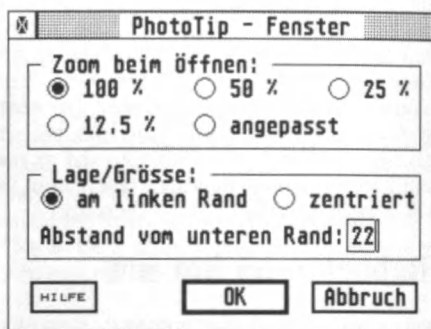 PhotoTip - Fenster
Zoom beim Öffnen:
100 % 50 % 25 %
12.5 % angepasst
Lage/Grösse:
am linken Rand zentriert
Abstand vom unteren Rand: 22
HILFE OK Abbruch